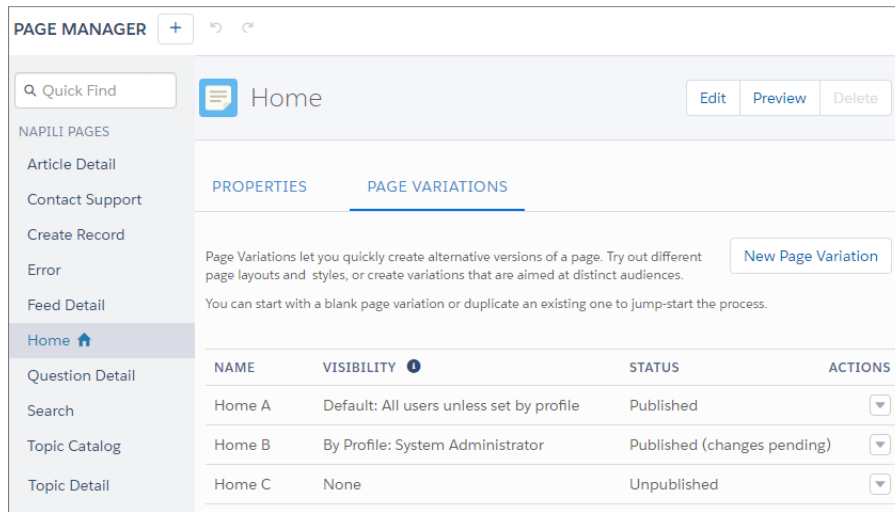 PAGE MANAGER +
Quick Find
NAPILI PAGES
Article Detail
Contact Support
Create Record
Error
Feed Detail
Home
Question Detail
Search
Topic Catalog
Topic Detail
Home
Edit Preview Delete
PROPERTIES PAGE VARIATIONS
Page Variations let you quickly create alternative versions of a page. Try out different
page layouts and styles, or create variations that are aimed at distinct audiences.
New Page Variation
You can start with a blank page variation or duplicate an existing one to jump-start the process.
NAME VISIBILITY STATUS ACTIONS
Home A Default: All users unless set by profile Published
Home B By Profile: System Administrator Published (changes pending)
Home C None Unpublished